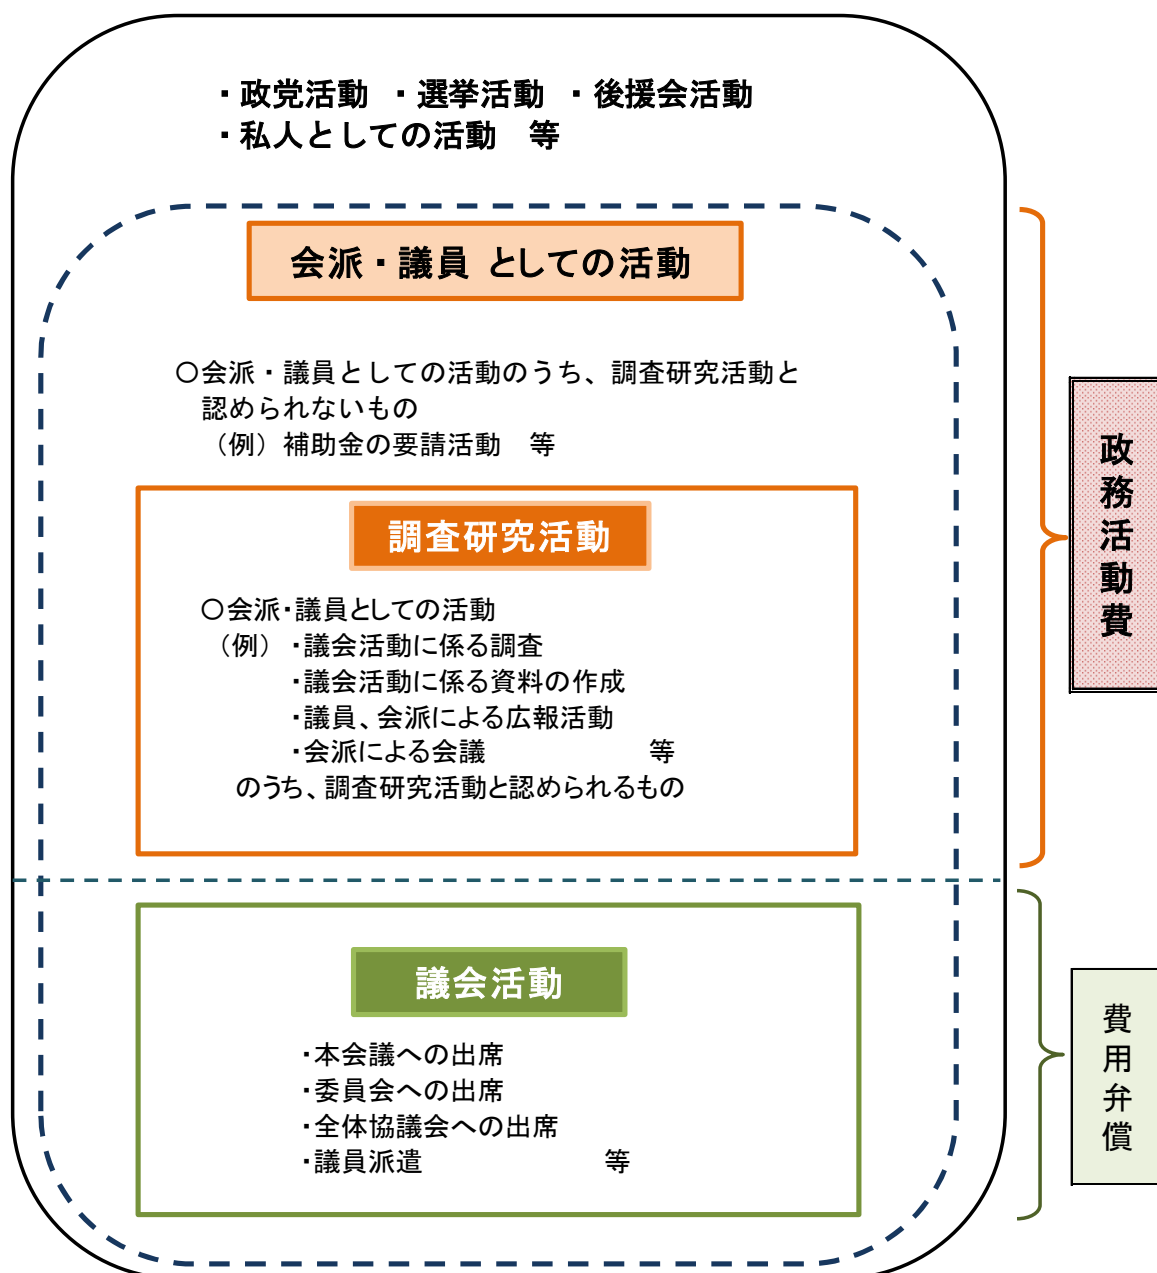 ・政党活動　・選挙活動　・後援会活動
・私人としての活動　等
会派・議員 としての活動
〇会派・議員としての活動のうち、調査研究活動と
認められないもの
（例）補助金の要請活動　等
調査研究活動
〇会派・議員としての活動
（例）・議会活動に係る調査
・議会活動に係る資料の作成
・議員、会派による広報活動
・会派による会議　　　　　　等
のうち、調査研究活動と認められるもの
政務活動費
議会活動
・本会議への出席
・委員会への出席
・全体協議会への出席
・議員派遣　　　　　　　等
費用弁償